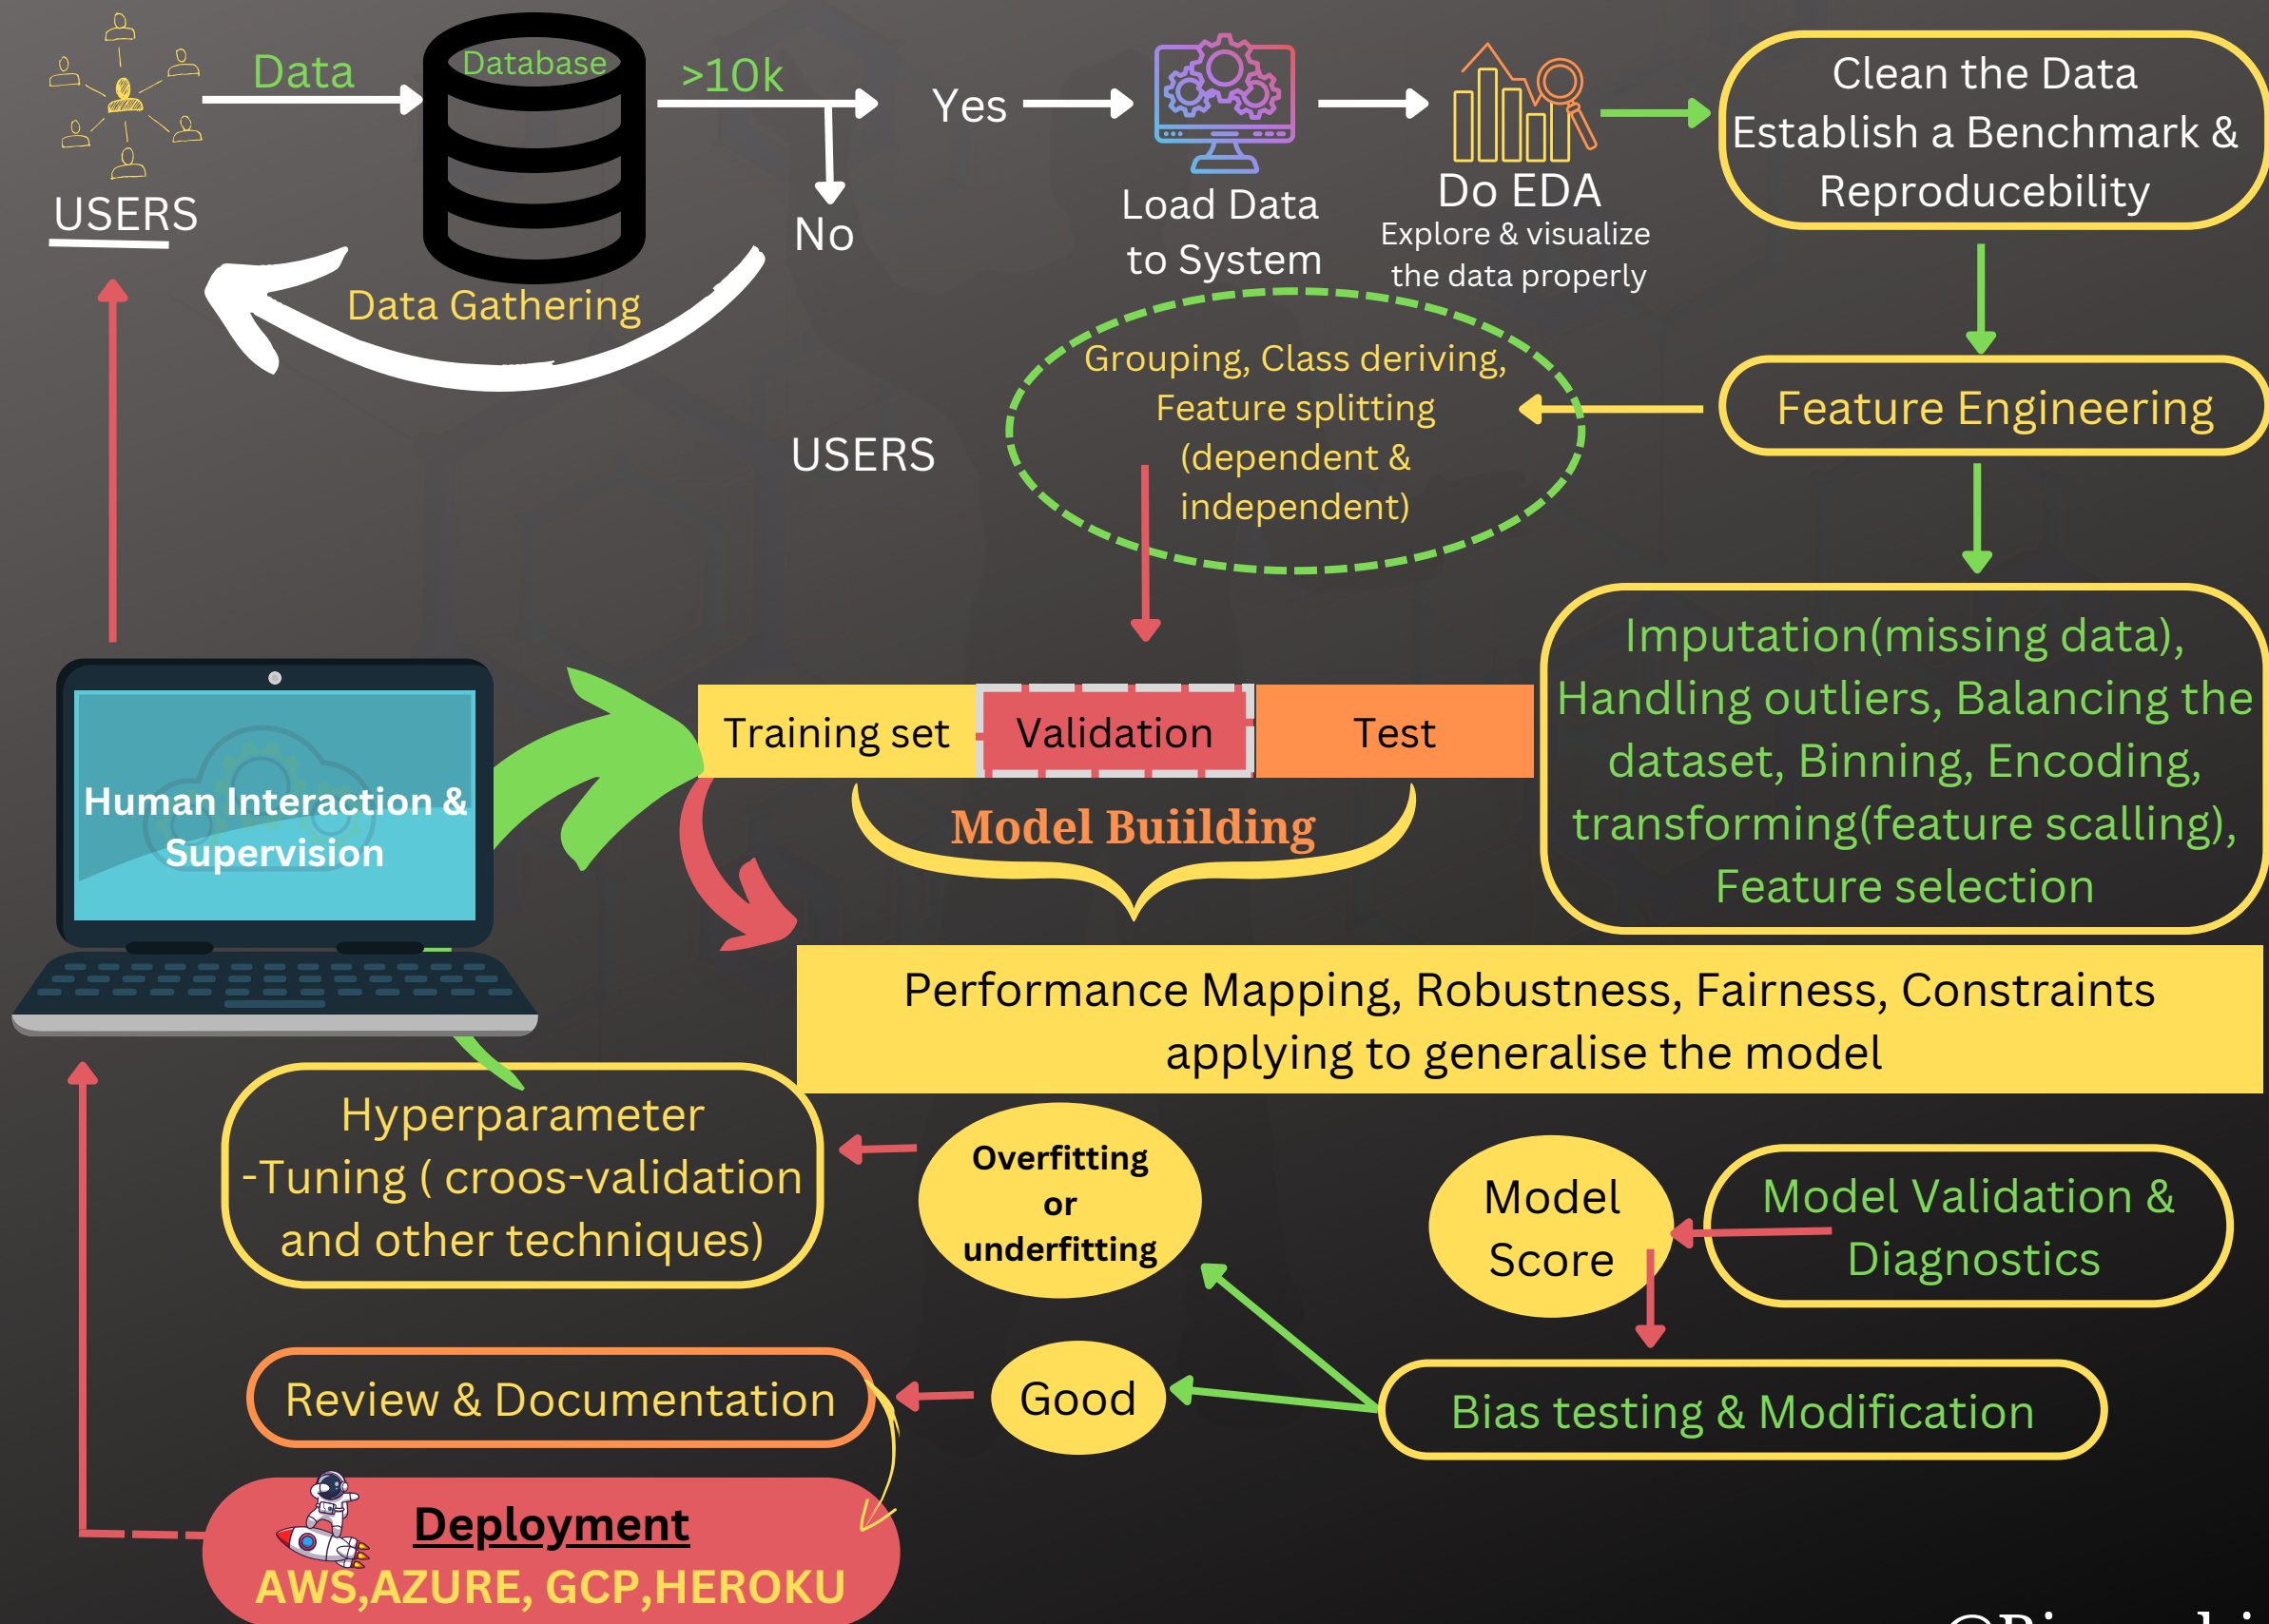 Data
Database
>10k
Yes
No
USERS
Data Gathering
Load Data
to System
Do EDA
Explore & visualize
the data properly
Clean the Data
Establish a Benchmark &
Reproducebility
Feature Engineering
Grouping, Class deriving,
Feature splitting
(dependent &
independent)
USERS
Imputation(missing data),
Handling outliers, Balancing the
dataset, Binning, Encoding,
transforming(feature scalling),
Feature selection
Training set
Validation
Test
Model Buiilding
Human Interaction &
Supervision
Performance Mapping, Robustness, Fairness, Constraints
applying to generalise the model
Hyperparameter
-Tuning ( croos-validation
and other techniques)
Overfitting
or
underfitting
Model
Score
Model Validation &
Diagnostics
Review & Documentation
Good
Bias testing & Modification
Deployment
AWS,AZURE, GCP,HEROKU